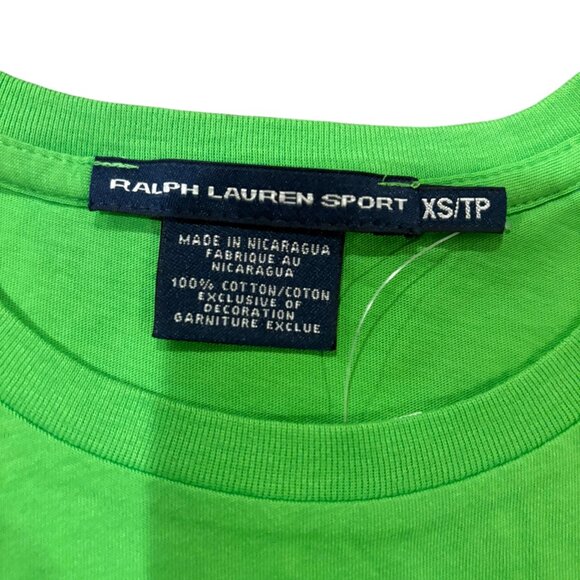 RALPH LAUREN SPORT XS/TP
MADE IN NICARAGUA
FABRIQUE AU
NICARAGUA
100% COTTON/COTON
EXCLUSIVE OF
DECORATION
GARNITURE EXCLUE